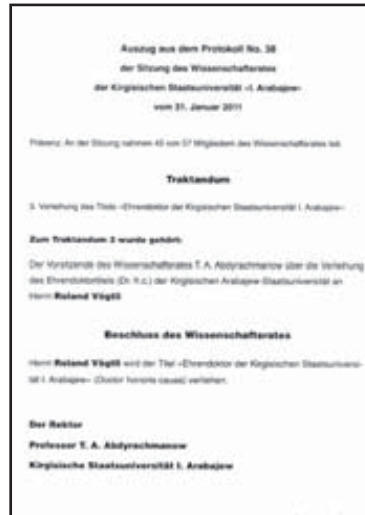 Auszug aus dem Protokoll No. 38
der Sitzung des Wissenschaftsrates
der Kirgisischen Staatsuniversität «I. Arabajew»
vom 31. Januar 2011
Präsenz: An der Sitzung nahmen 45 von 57 Mitgliedern des Wissenschaftsrates teil.
Traktandum
3. Verleihung des Titels «Ehrendoktor der Kirgisischen Staatsuniversität I. Arabajew»
Zum Traktandum 3 wurde gehört:
Der Vorsitzende des Wissenschaftsrates T. A. Abdyrachmanow über die Verleihung
des Ehrendoktortitels (Dr. h.c.) der Kirgisischen Arabajew-Staatsuniversität an
Herrn Roland Vögtli
Beschluss des Wissenschaftsrates
Herrn Roland Vögtli wird der Titel «Ehrendoktor der Kirgisischen Staatsuniversi-
tät I. Arabajew» (Doctor honoris causa) verliehen.
Der Rektor
Professor T. A. Abdyrachmanow
Kirgisische Staatsuniversität I. Arabajew